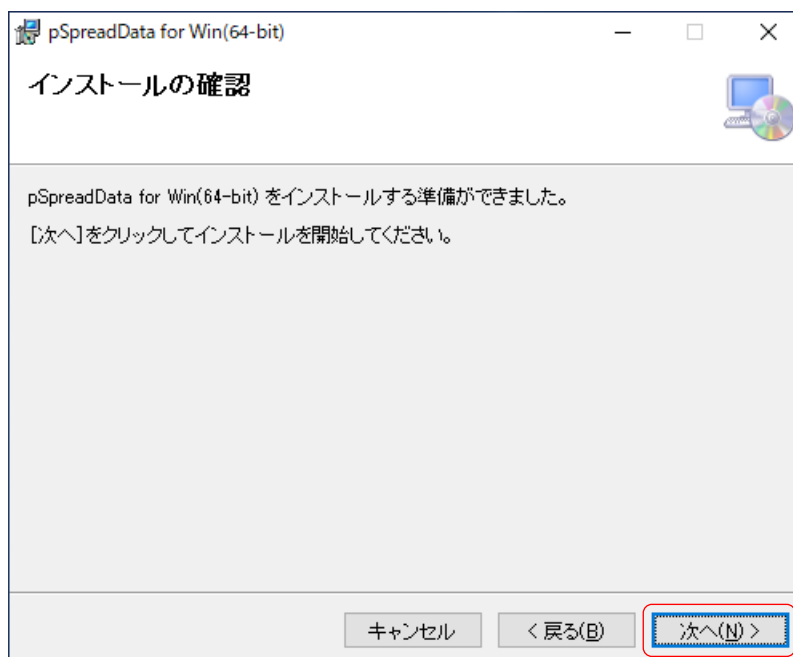 pSpreadData for Win(64-bit)
インストールの確認
pSpreadData for Win(64-bit) をインストールする準備ができました。
[次へ]をクリックしてインストールを開始してください。
キャンセル
< 戻る(B)
次へ(N) >